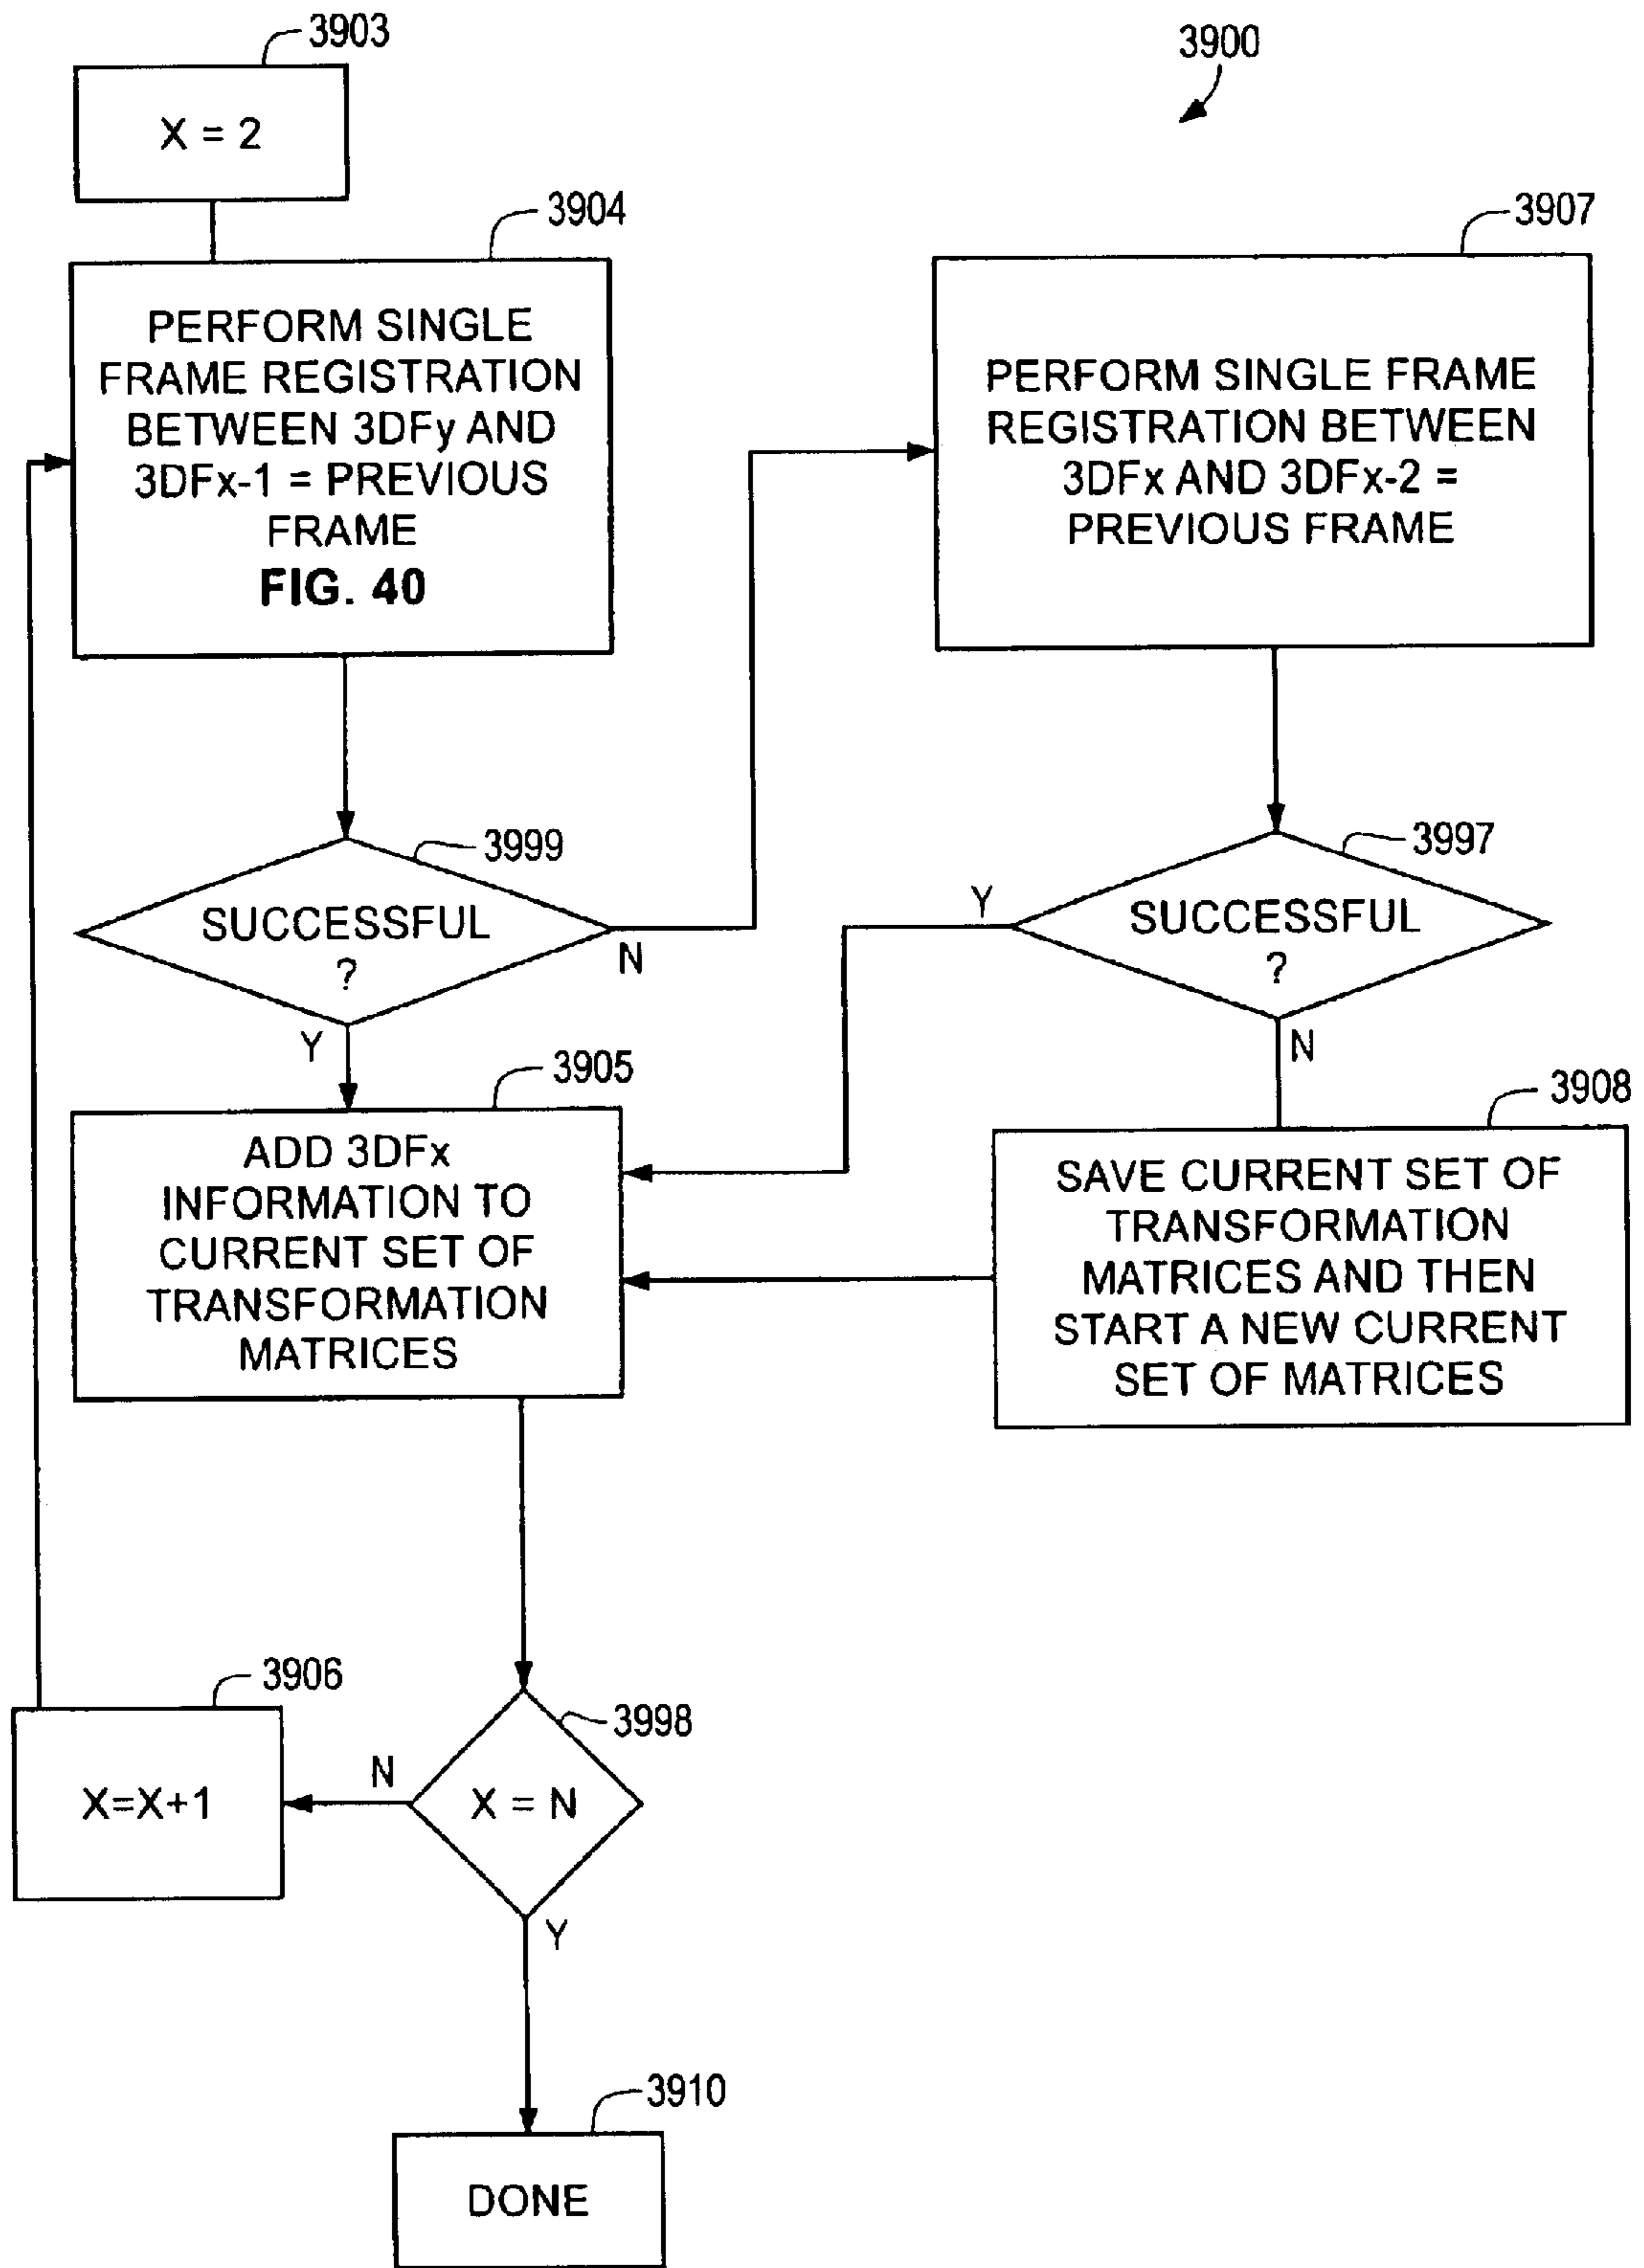 3903
3900
X = 2
3904
3907
PERFORM SINGLE
FRAME REGISTRATION
BETWEEN 3DFy AND
3DFx-1 = PREVIOUS
FRAME
FIG. 40
PERFORM SINGLE FRAME
REGISTRATION BETWEEN
3DFx AND 3DFx-2 =
PREVIOUS FRAME
3999
SUCCESSFUL
?
N
Y
3997
Y
SUCCESSFUL
?
N
3905
ADD 3DFx
INFORMATION TO
CURRENT SET OF
TRANSFORMATION
MATRICES
3908
SAVE CURRENT SET OF
TRANSFORMATION
MATRICES AND THEN
START A NEW CURRENT
SET OF MATRICES
3906
X=X+1
N
3998
X = N
Y
3910
DONE